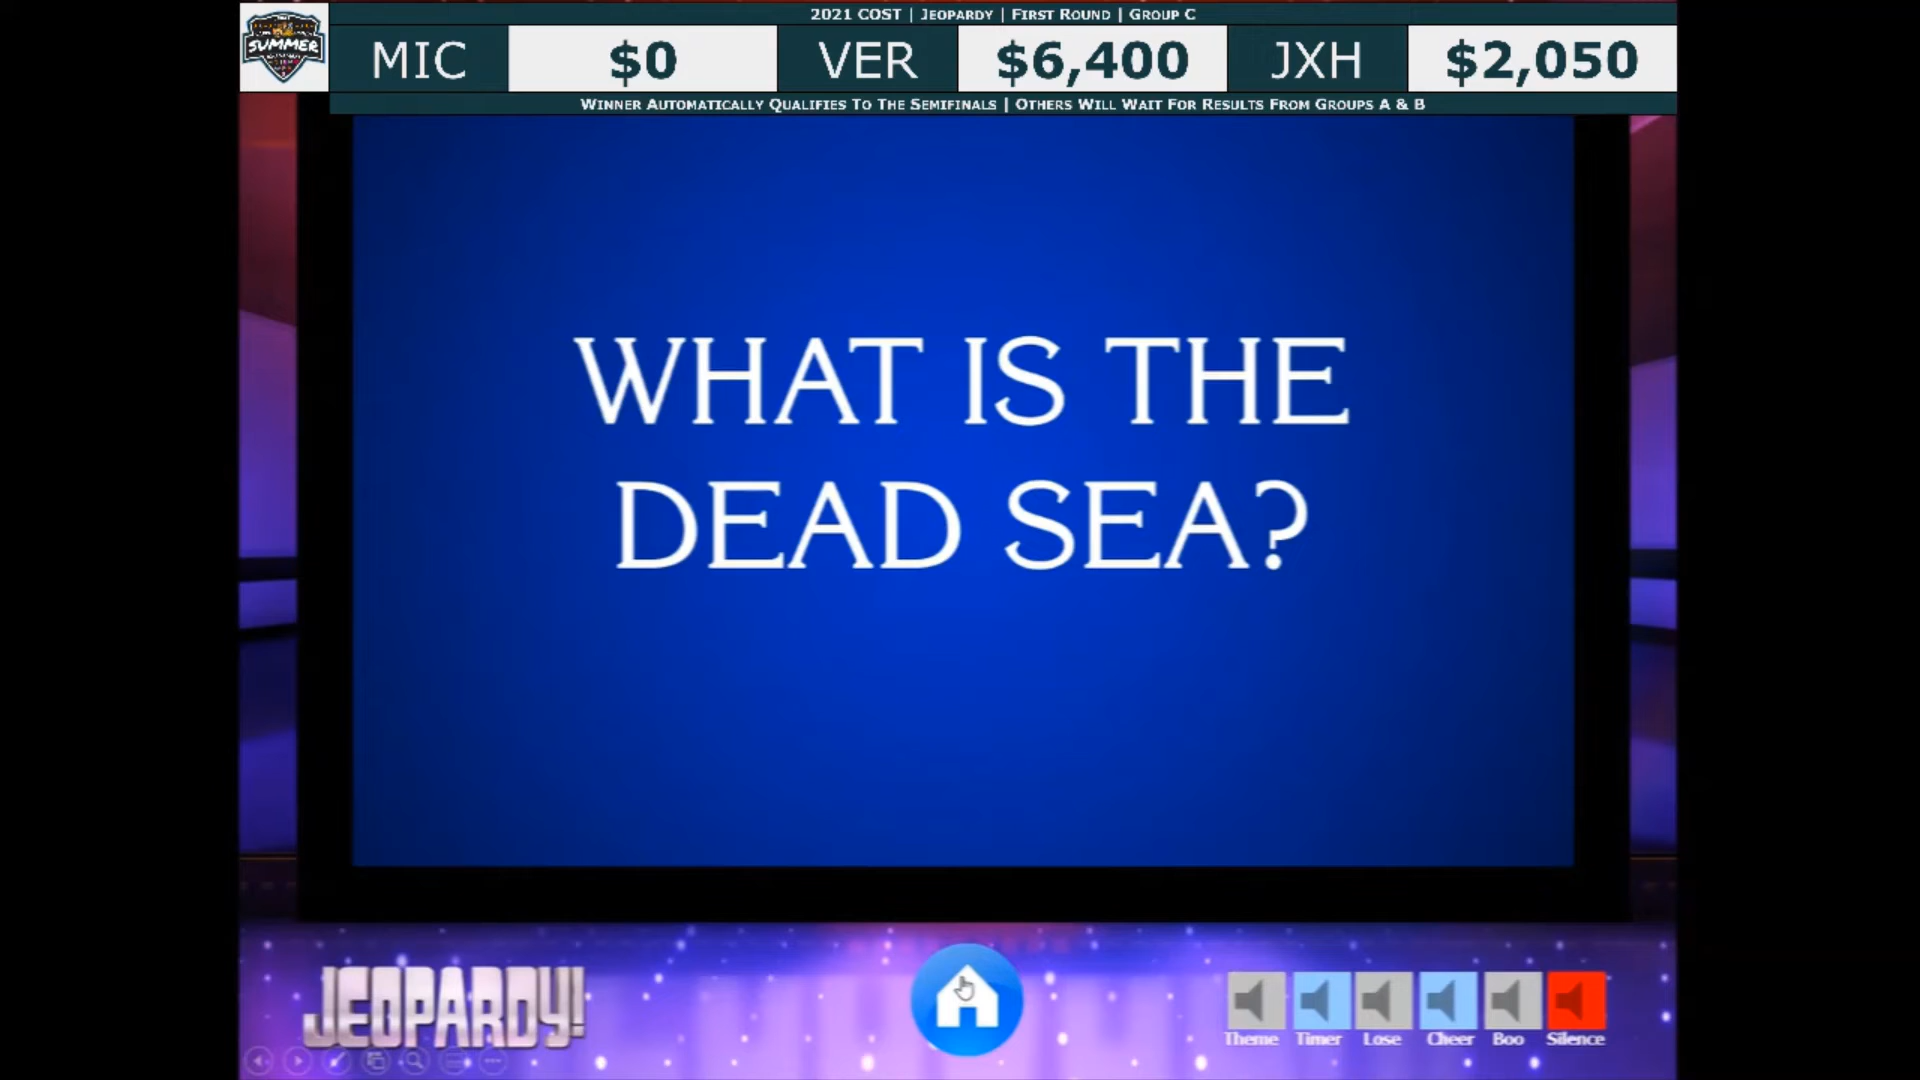 2021 COST | JEOPARDY | FIRST ROUND | GROUP C
SUMMER
MIC $0 VER $6,400 JXH $2,050
WINNER AUTOMATICALLY QUALIFIES TO THE SEMIFINALS | OTHERS WILL WAIT FOR RESULTS FROM GROUPS A & B
WHAT IS THE
DEAD SEA?
JEOPARDY!
Theme Timer Lose Cheer Boo Silence